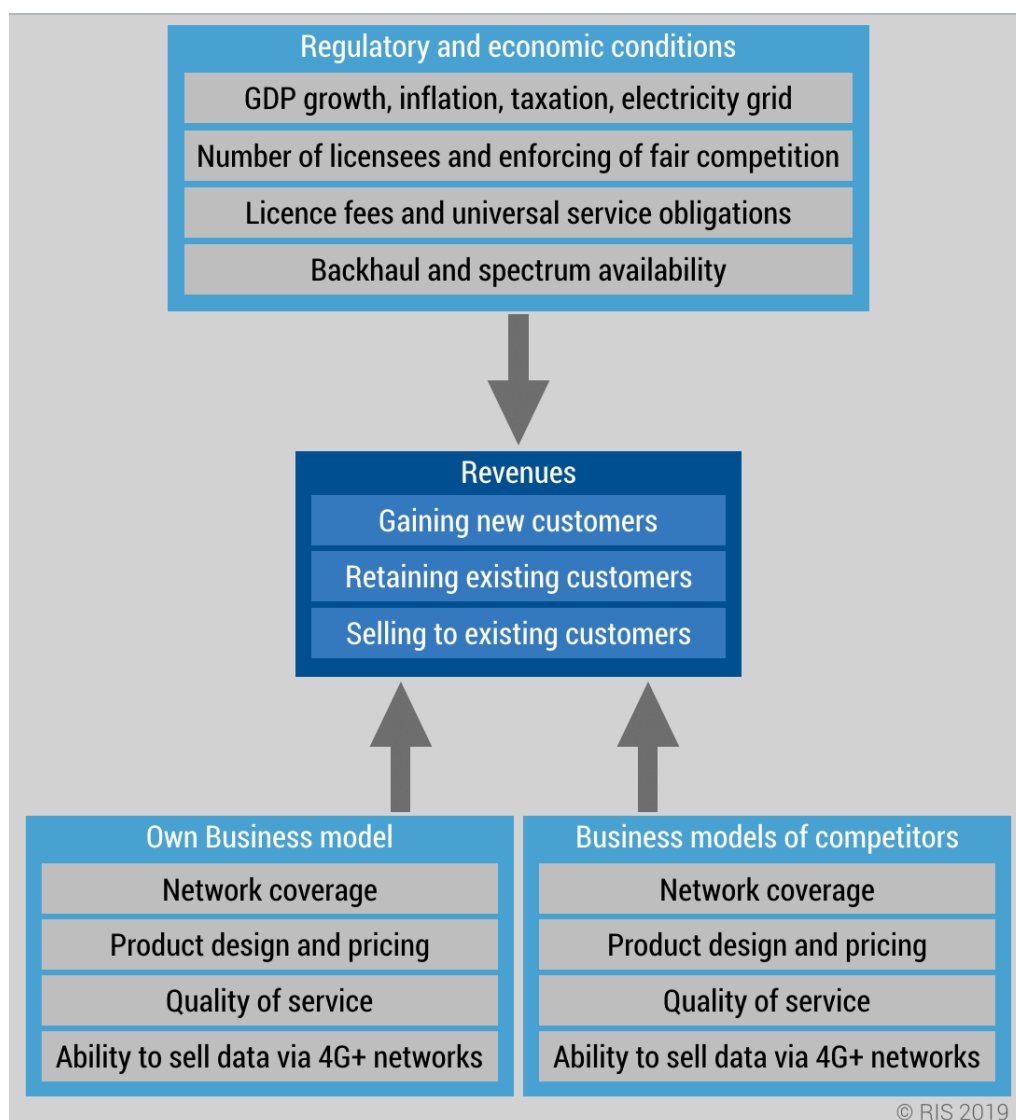 Regulatory and economic conditions
GDP growth, inflation, taxation, electricity grid
Number of licensees and enforcing of fair competition
Licence fees and universal service obligations
Backhaul and spectrum availability
Revenues
Gaining new customers
Retaining existing customers
Selling to existing customers
Own Business model
Network coverage
Product design and pricing
Quality of service
Ability to sell data via 4G+ networks
Business models of competitors
Network coverage
Product design and pricing
Quality of service
Ability to sell data via 4G+ networks
© RIS 2019